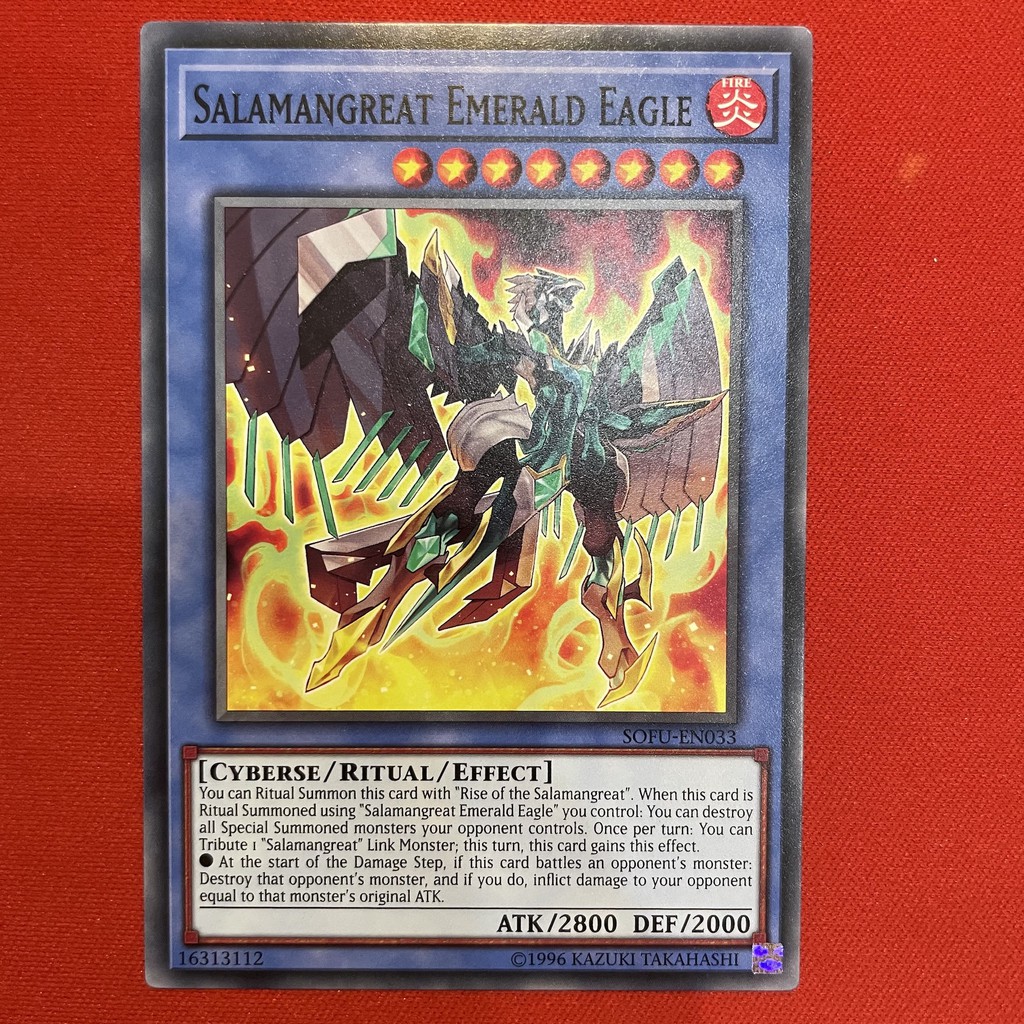 Salamangreat Emerald Eagle
FIRE
炎
SOFU-EN033
[Cyberse/Ritual/Effect]
You can Ritual Summon this card with "Rise of the Salamangreat". When this card is
Ritual Summoned using "Salamangreat Emerald Eagle" you control: You can destroy
all Special Summoned monsters your opponent controls. Once per turn: You can
Tribute 1 "Salamangreat" Link Monster; this turn, this card gains this effect.
● At the start of the Damage Step, if this card battles an opponent's monster:
Destroy that opponent's monster, and if you do, inflict damage to your opponent
equal to that monster's original ATK.
ATK/2800 DEF/2000
16313112
©1996 KAZUKI TAKAHASHI